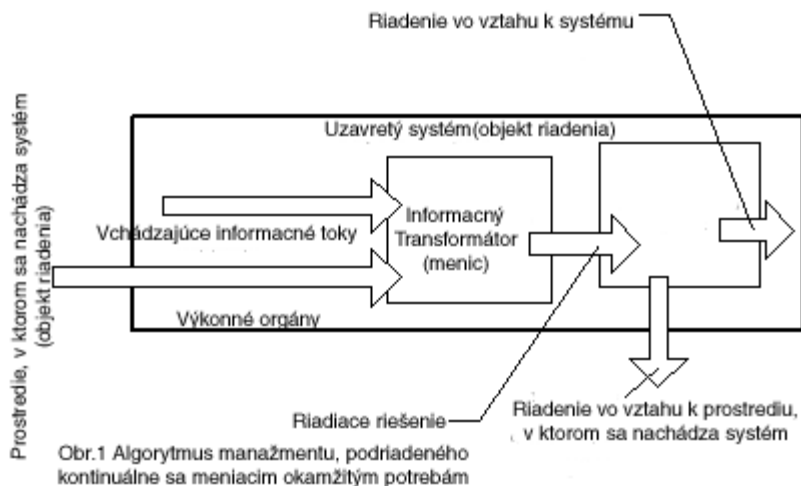 Riadenie vo vztahu k systému
Prostredie, v ktorom sa nachádza systém
(objekt riadenia)
Uzavretý systém(objekt riadenia)
Vchádzajúce informacné toky
Informacný
Transformátor
(menic)
Výkonné orgány
Riadiace riešenie
Riadenie vo vztahu k prostrediu,
v ktorom sa nachádza systém
Obr.1 Algorytmus manažmentu, podriadeného
kontinuálne sa meniacim okamžitým potrebám